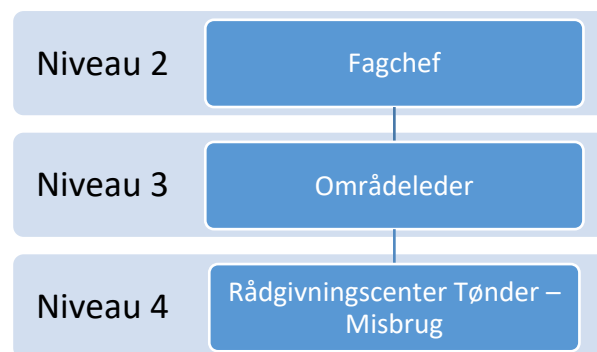 Niveau 2
Fagchef
Niveau 3
Områdeleder
Niveau 4
Rådgivningscenter Tønder –
Misbrug